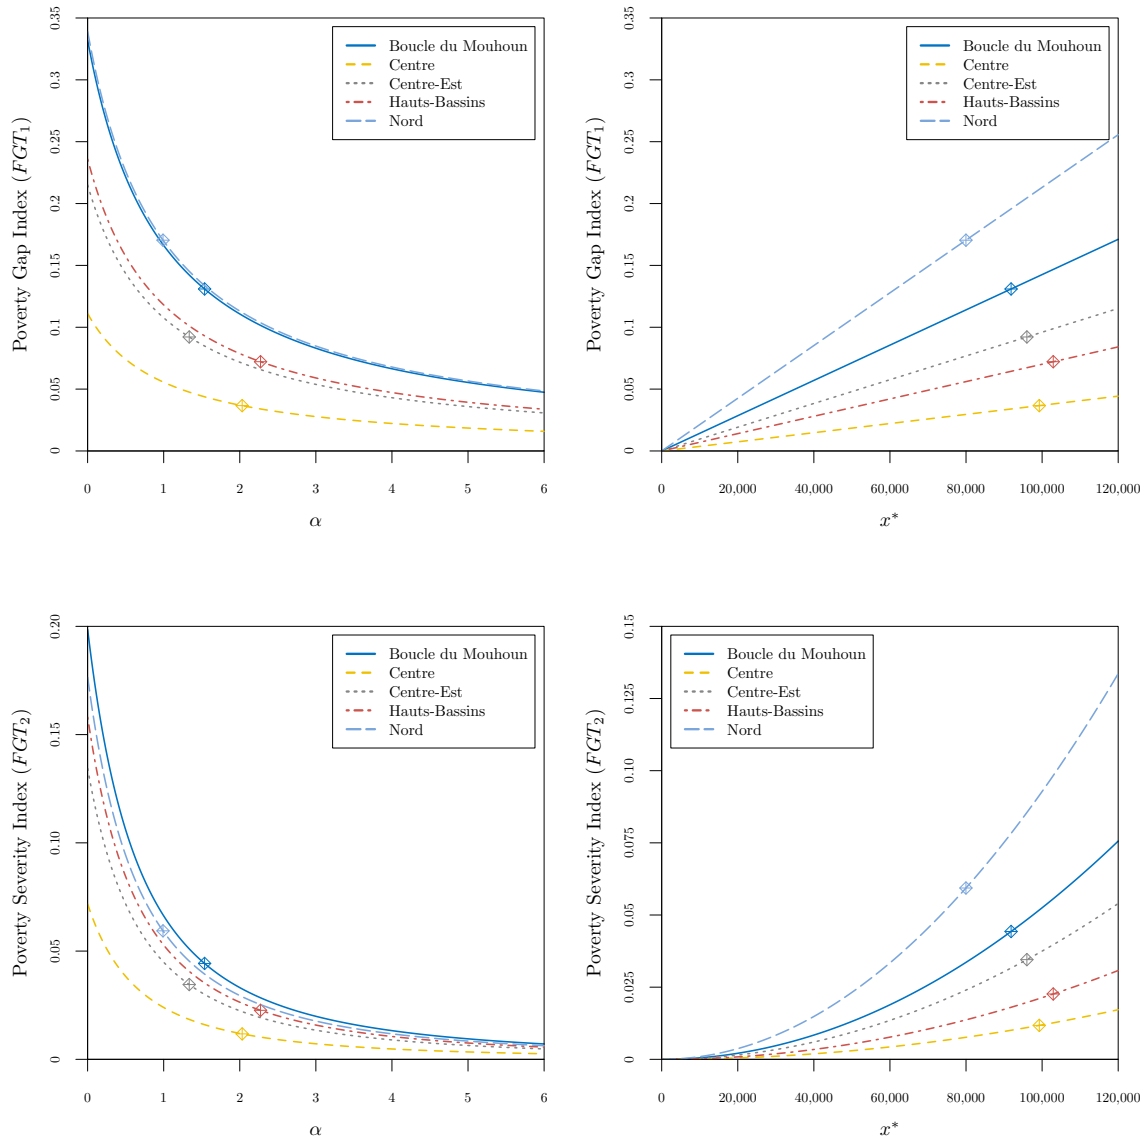 Poverty Gap Index (FGT₁)
0.35
0.3
0.25
0.2
0.15
0.1
0.05
0
Boucle du Mouhoun
Centre
Centre-Est
Hauts-Bassins
Nord
0 1 2 3 4 5 6
α
Poverty Gap Index (FGT₁)
0.35
0.3
0.25
0.2
0.15
0.1
0.05
0
Boucle du Mouhoun
Centre
Centre-Est
Hauts-Bassins
Nord
0 20,000 40,000 60,000 80,000 100,000 120,000
x*
Poverty Severity Index (FGT₂)
0.20
0.15
0.10
0.05
0
Boucle du Mouhoun
Centre
Centre-Est
Hauts-Bassins
Nord
0 1 2 3 4 5 6
α
Poverty Severity Index (FGT₂)
0.15
0.125
0.10
0.075
0.05
0.025
0
Boucle du Mouhoun
Centre
Centre-Est
Hauts-Bassins
Nord
0 20,000 40,000 60,000 80,000 100,000 120,000
x*